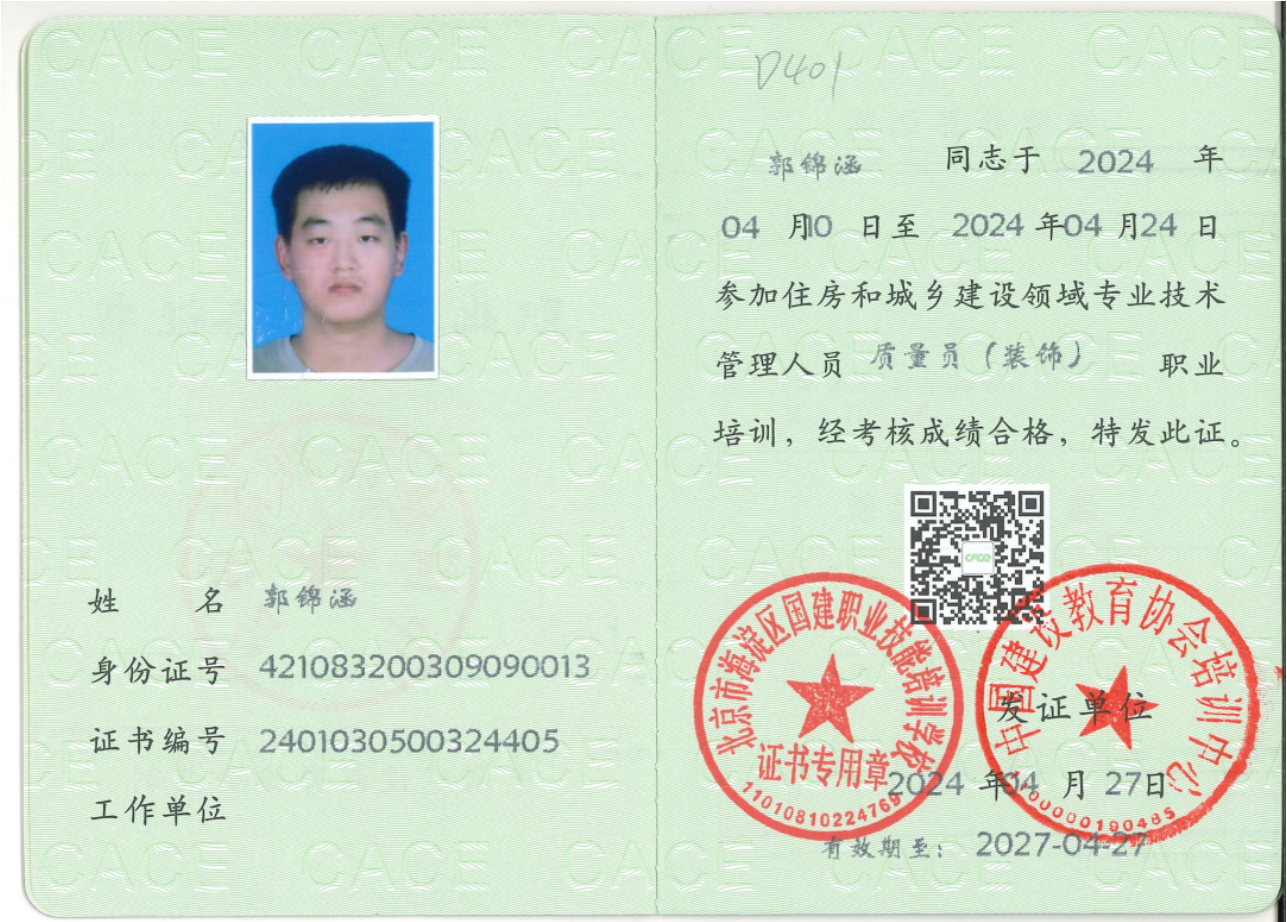 D401
姓 名 郭锦涵
身份证号 421083200309090013
证书编号 2401030500324405
工作单位
郭锦涵 同志于 2024 年
04 月10 日至 2024 年04 月24 日
参加住房和城乡建设领域专业技术
管理人员 质量员（装饰） 职业
培训，经考核成绩合格，特发此证。
CACE
北京市海淀区国建职业技能培训学校
证书专用章
11010810224769
中国建设教育协会培训中心
1100000190485
发证单位
2024 年04 月 27日
有效期至： 2027-04-27